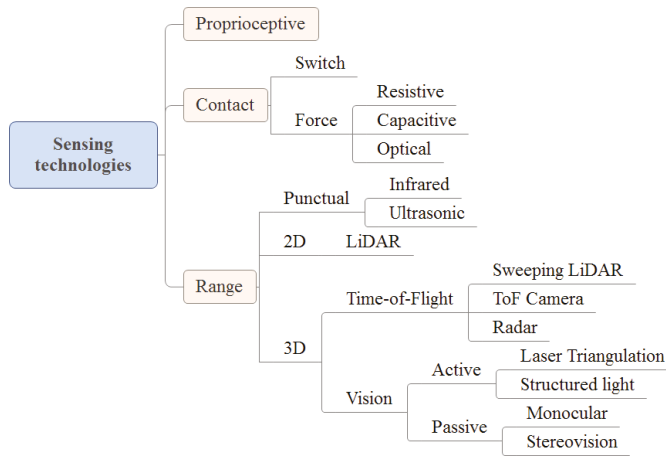 Proprioceptive
Switch
Contact
Resistive
Force
Capacitive
Optical
Sensing
technologies
Punctual
Infrared
Ultrasonic
2D
LiDAR
Range
3D
Time-of-Flight
Sweeping LiDAR
ToF Camera
Radar
Vision
Active
Laser Triangulation
Structured light
Passive
Monocular
Stereovision